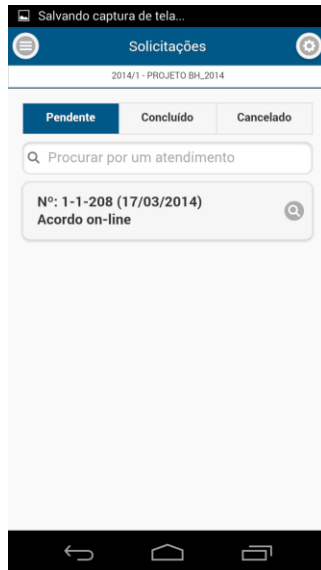 Salvando captura de tela...
Solicitações
2014/1 - PROJETO BH_2014
Pendente Concluído Cancelado
Procurar por um atendimento
Nº: 1-1-208 (17/03/2014)
Acordo on-line